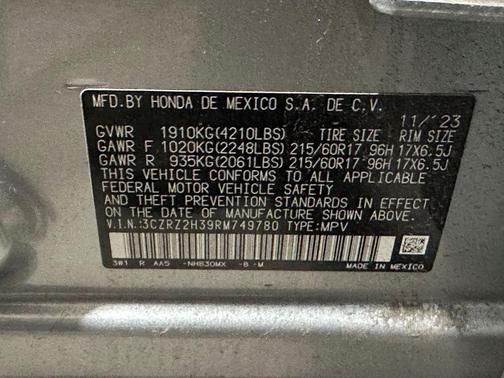 MFD.BY HONDA DE MEXICO S.A. DE C.V.
11/'23
GVWR 1910KG(4210LBS) TIRE SIZE RIM SIZE
GAWR F 1020KG(2248LBS) 215/60R17 96H 17X6.5J
GAWR R 935KG(2061LBS) 215/60R17 96H 17X6.5J
THIS VEHICLE CONFORMS TO ALL APPLICABLE
FEDERAL MOTOR VEHICLE SAFETY
AND THEFT PREVENTION STANDARDS IN EFFECT
ON THE DATE OF MANUFACTURE SHOWN ABOVE.
V.I.N.:3CZRZ2H39RM749780 TYPE:MPV
3#1 R AA5 -NH830MX -B -M
MADE IN MEXICO